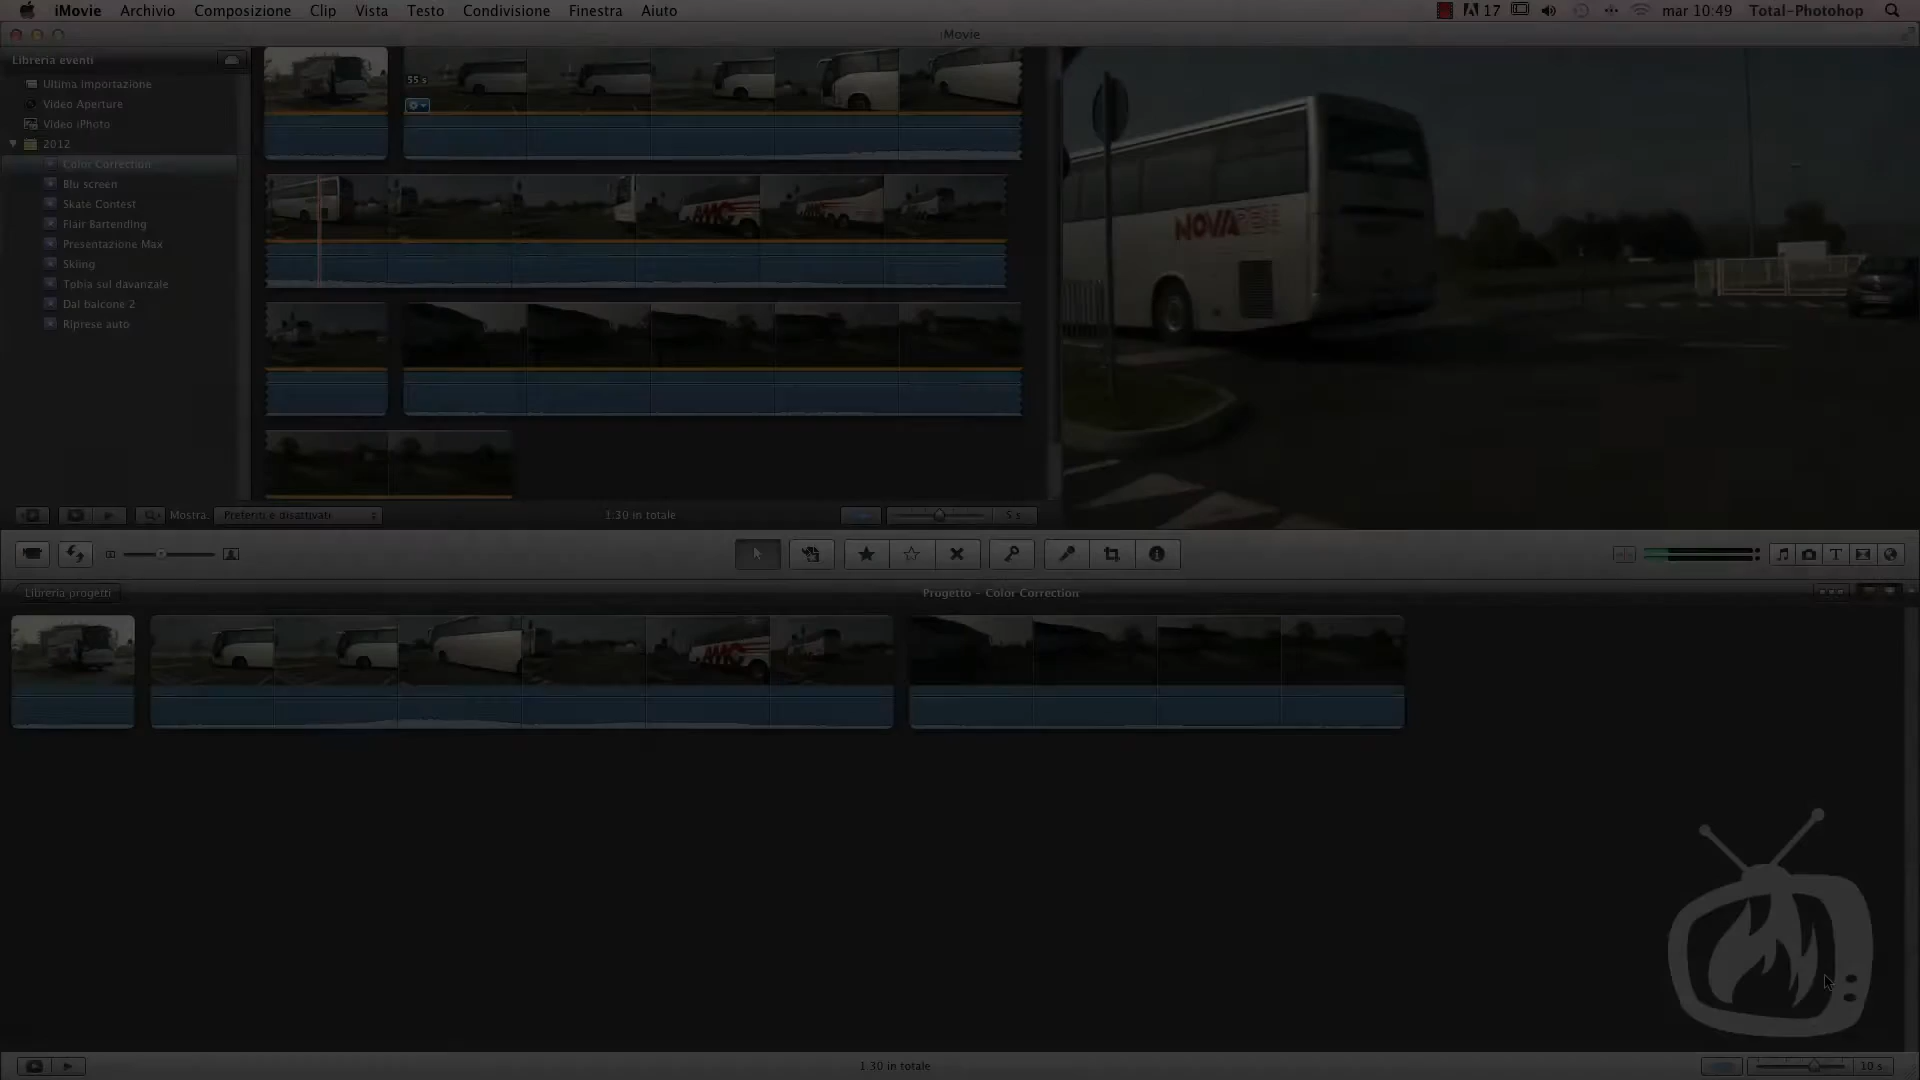 iMovie Archivio Composizione Clip Vista Testo Condivisione Finestra Aiuto 17 mar 10:49 Total-Photohop
iMovie
Libreria eventi
Ultima importazione
Video Aperture
Video iPhoto
2012
Color Correction
Blu screen
Skate Contest
Flair Bartending
Presentazione Max
Skiing
Tobia sul davanzale
Dal balcone 2
Riprese auto
55 s
AMC
NOVA
Mostra: Preferiti e disattivati 1:30 in totale 5 s
Libreria progetti Progetto - Color Correction
AMC
1:30 in totale 10 s